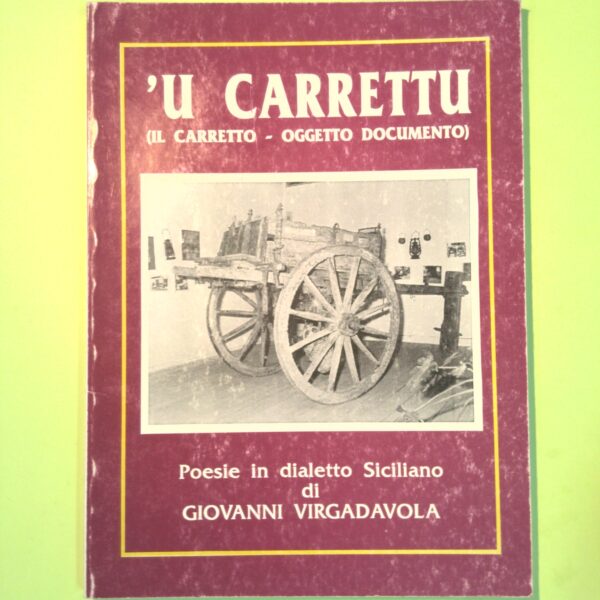 'U CARRETTU
(IL CARRETTO - OGGETTO DOCUMENTO)
Poesie in dialetto Siciliano
di
GIOVANNI VIRGADAVOLA